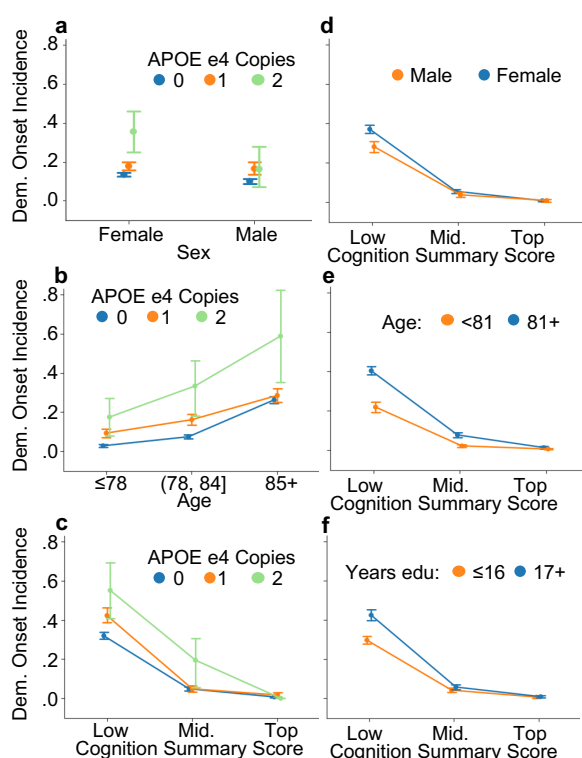 a
Dem. Onset Incidence
.8
.6
.4
.2
.0
APOE e4 Copies
0 1 2
Female Male
Sex
d
Male Female
Low Mid. Top
Cognition Summary Score
b
Dem. Onset Incidence
.8
.6
.4
.2
.0
APOE e4 Copies
0 1 2
≤78 (78, 84] 85+
Age
e
Age: <81 81+
Low Mid. Top
Cognition Summary Score
c
Dem. Onset Incidence
.8
.6
.4
.2
.0
APOE e4 Copies
0 1 2
Low Mid. Top
Cognition Summary Score
f
Years edu: ≤16 17+
Low Mid. Top
Cognition Summary Score